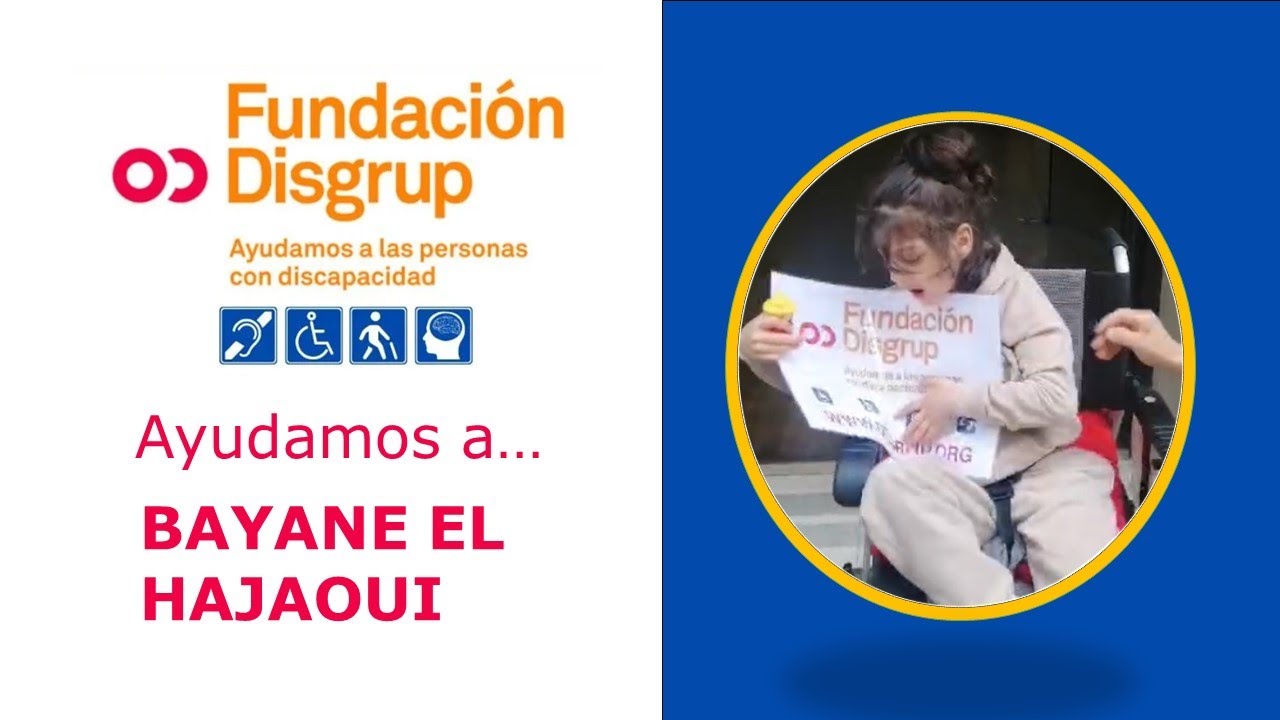 Fundación
Disgrup
Ayudamos a las personas
con discapacidad
Ayudamos a...
BAYANE EL
HAJAOUI
Fundación
Disgrup